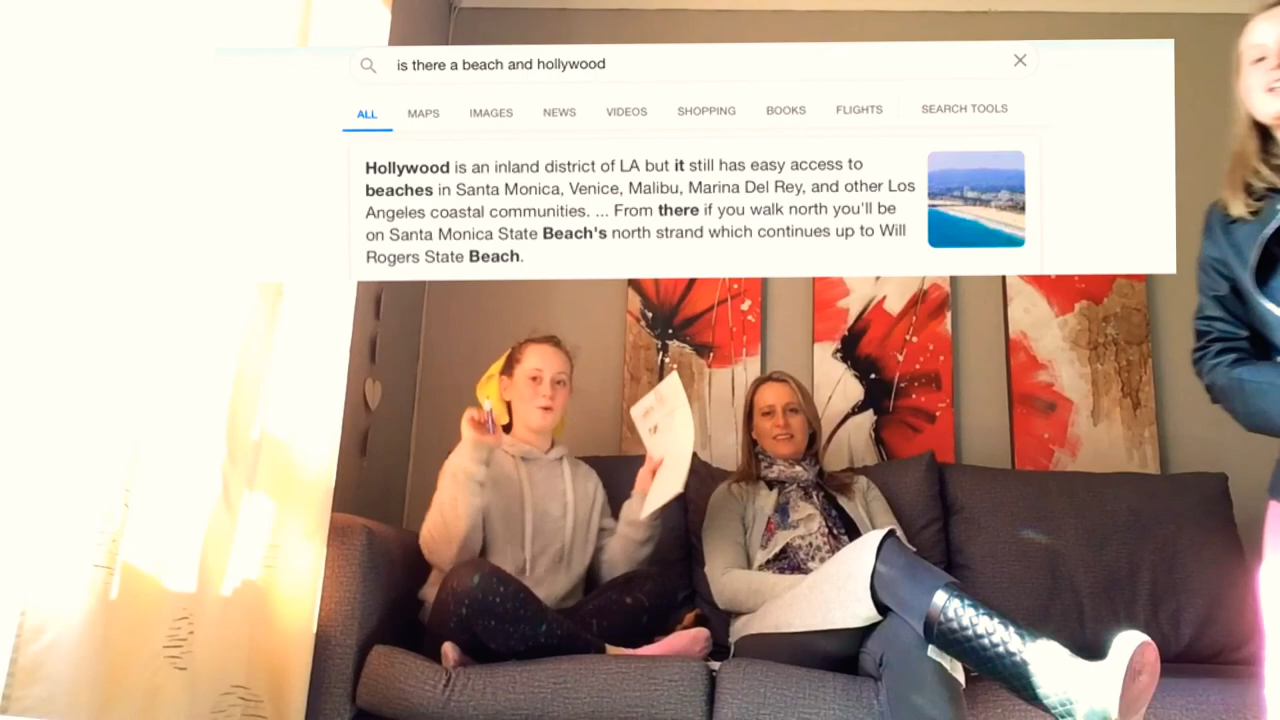 is there a beach and hollywood
ALL MAPS IMAGES NEWS VIDEOS SHOPPING BOOKS FLIGHTS SEARCH TOOLS
Hollywood is an inland district of LA but it still has easy access to
beaches in Santa Monica, Venice, Malibu, Marina Del Rey, and other Los
Angeles coastal communities. ... From there if you walk north you'll be
on Santa Monica State Beach's north strand which continues up to Will
Rogers State Beach.